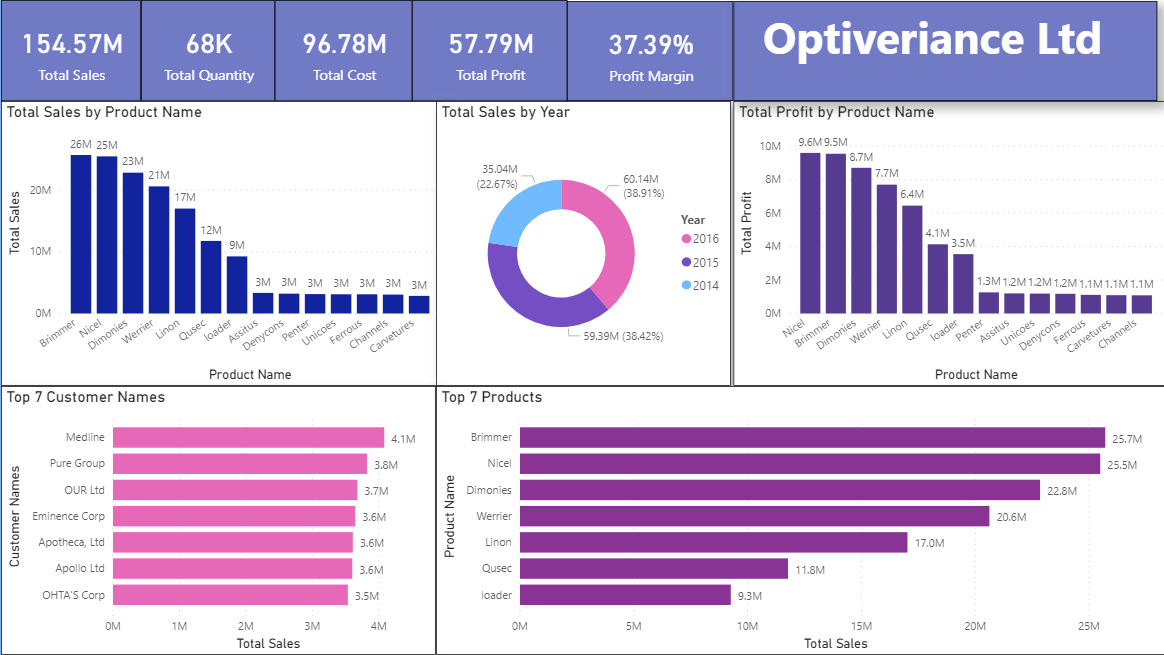 154.57M
Total Sales
68K
Total Quantity
96.78M
Total Cost
57.79M
Total Profit
37.39%
Profit Margin
Optiveriance Ltd
Total Sales by Product Name
Total Sales
20M
10M
0M
26M 25M 23M 21M 17M 12M 9M 3M 3M 3M 3M 3M 3M 3M
Brimmer Nicel Dimonies Werrier Linon Qusec loader Assitus Denycons Penter Unicoes Ferrous Channels Carvetures
Product Name
Total Sales by Year
35.04M
(22.67%)
60.14M
(38.91%)
59.39M (38.42%)
Year
2016
2015
2014
Total Profit by Product Name
Total Profit
10M
8M
6M
4M
2M
0M
9.6M 9.5M 8.7M 7.7M 6.4M 4.1M 3.5M 1.3M 1.2M 1.2M 1.2M 1.1M 1.1M 1.1M
Nicel Brimmer Dimonies Werrier Linon Qusec loader Penter Assitus Unicoes Denycons Ferrous Carvetures Channels
Product Name
Top 7 Customer Names
Customer Names
Medline 4.1M
Pure Group 3.8M
OUR Ltd 3.7M
Eminence Corp 3.6M
Apotheca, Ltd 3.6M
Apollo Ltd 3.6M
OHTA'S Corp 3.5M
0M 1M 2M 3M 4M
Total Sales
Top 7 Products
Product Name
Brimmer 25.7M
Nicel 25.5M
Dimonies 22.8M
Werrier 20.6M
Linon 17.0M
Qusec 11.8M
loader 9.3M
0M 5M 10M 15M 20M 25M
Total Sales